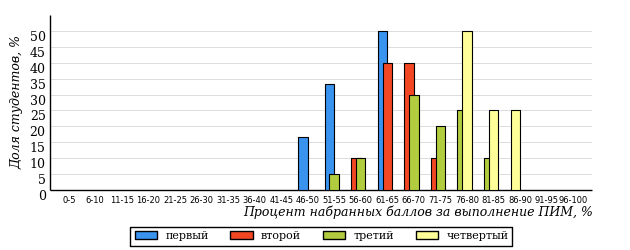 Доля студентов, %
50
45
40
35
30
25
20
15
10
5
0
0-5 6-10 11-15 16-20 21-25 26-30 31-35 36-40 41-45 46-50 51-55 56-60 61-65 66-70 71-75 76-80 81-85 86-90 91-95 96-100
Процент набранных баллов за выполнение ПИМ, %
первый второй третий четвертый